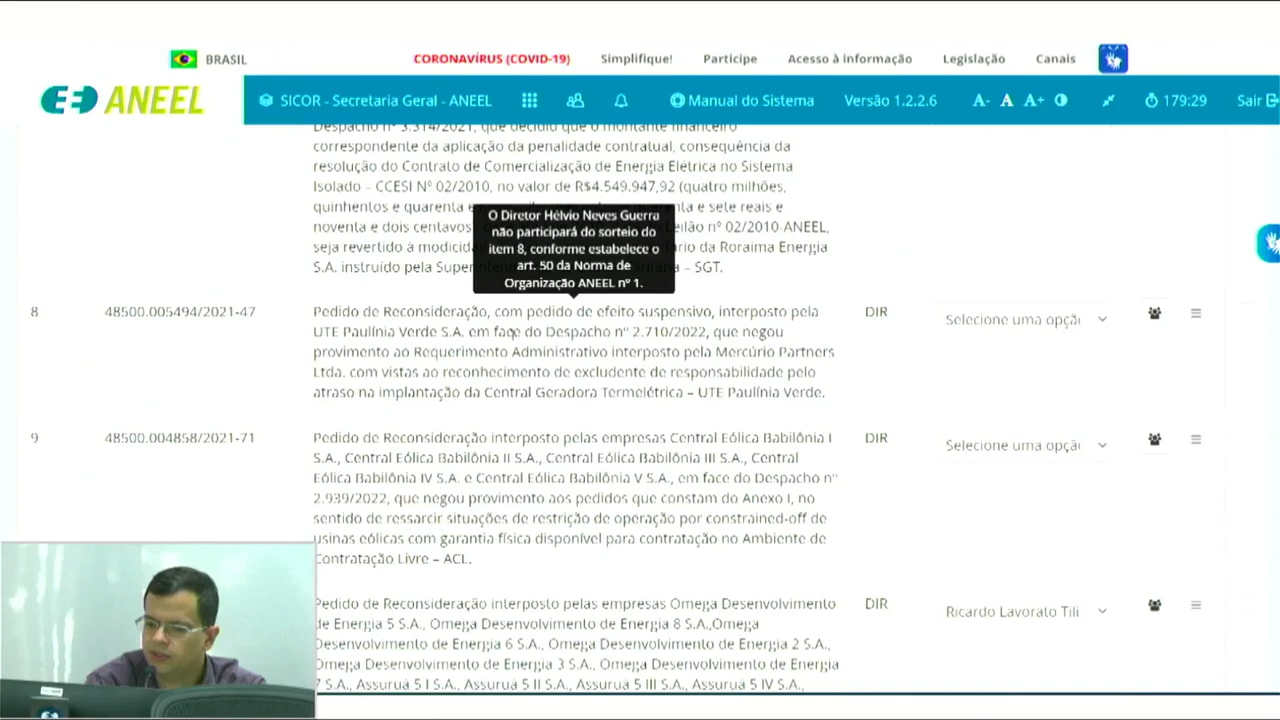 BRASIL
CORONAVÍRUS (COVID-19)
Simplifique!
Participe
Acesso à informação
Legislação
Canais
ANEEL
SICOR - Secretaria Geral - ANEEL
Manual do Sistema
Versão 1.2.2.6
A-
A
A+
179:29
Sair
Despacho nº 3.314/2021, que decidiu que o montante financeiro
correspondente da aplicação da penalidade contratual, consequência da
resolução do Contrato de Comercialização de Energia Elétrica no Sistema
Isolado – CCESI Nº 02/2010, no valor de R$4.549.947,92 (quatro milhões,
quinhentos e quarenta e
nta e sete reais e
noventa e dois centavos
Leilão nº 02/2010-ANEEL,
seja revertido à modicida
rio da Roraima Energia
S.A. instruído pela Super
– SGT.
O Diretor Hélvio Neves Guerra
não participará do sorteio do
item 8, conforme estabelece o
art. 50 da Norma de
Organização ANEEL nº 1.
8
48500.005494/2021-47
Pedido de Reconsideração, com pedido de efeito suspensivo, interposto pela
UTE Paulínia Verde S.A. em face do Despacho nº 2.710/2022, que negou
provimento ao Requerimento Administrativo interposto pela Mercúrio Partners
Ltda. com vistas ao reconhecimento de excludente de responsabilidade pelo
atraso na implantação da Central Geradora Termelétrica – UTE Paulínia Verde.
DIR
Selecione uma opçã
9
48500.004858/2021-71
Pedido de Reconsideração interposto pelas empresas Central Eólica Babilônia I
S.A., Central Eólica Babilônia II S.A., Central Eólica Babilônia III S.A., Central
Eólica Babilônia IV S.A. e Central Eólica Babilônia V S.A., em face do Despacho nº
2.939/2022, que negou provimento aos pedidos que constam do Anexo I, no
sentido de ressarcir situações de restrição de operação por constrained-off de
usinas eólicas com garantia física disponível para contratação no Ambiente de
Contratação Livre – ACL.
DIR
Selecione uma opçã
Pedido de Reconsideração interposto pelas empresas Omega Desenvolvimento
de Energia 5 S.A., Omega Desenvolvimento de Energia 8 S.A.,Omega
Desenvolvimento de Energia 6 S.A., Omega Desenvolvimento de Energia 2 S.A.,
Omega Desenvolvimento de Energia 3 S.A., Omega Desenvolvimento de Energia
7 S.A., Assuruá 5 I S.A., Assuruá 5 II S.A., Assuruá 5 III S.A., Assuruá 5 IV S.A.,
DIR
Ricardo Lavorato Tili